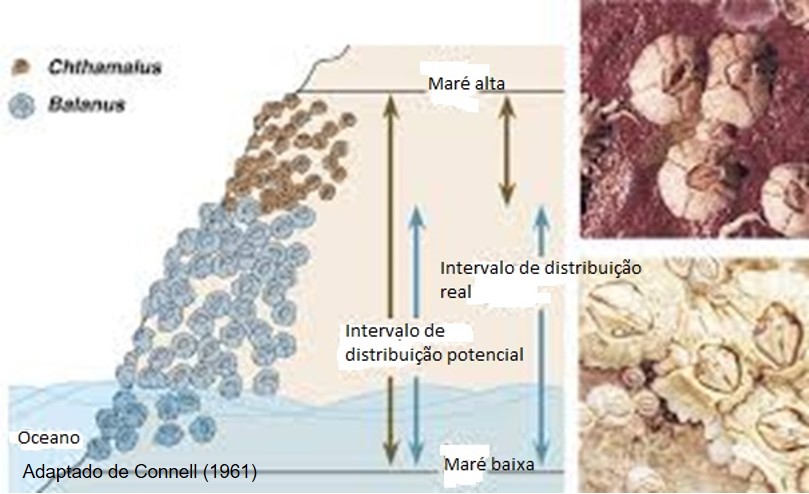 Chthamalus
Balanus
Maré alta
Intervalo de distribuição
real
Intervalo de
distribuição potencial
Oceano
Maré baixa
Adaptado de Connell (1961)